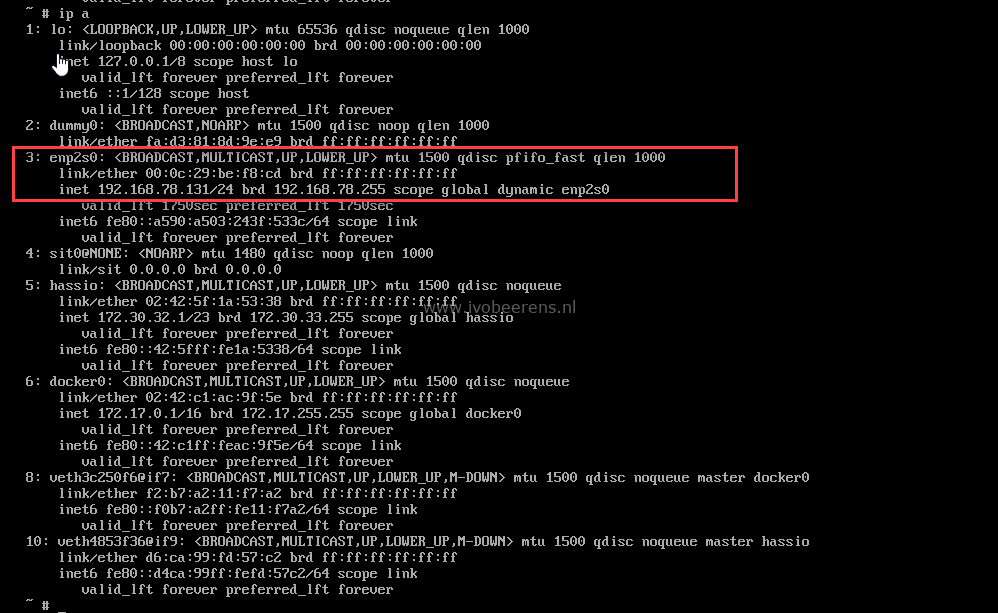 ~ # ip a
1: lo: <LOOPBACK,UP,LOWER_UP> mtu 65536 qdisc noqueue qlen 1000
link/loopback 00:00:00:00:00:00 brd 00:00:00:00:00:00
inet 127.0.0.1/8 scope host lo
valid_lft forever preferred_lft forever
inet6 ::1/128 scope host
valid_lft forever preferred_lft forever
2: dummy0: <BROADCAST,NOARP> mtu 1500 qdisc noop qlen 1000
link/ether fa:d3:81:8d:9e:e9 brd ff:ff:ff:ff:ff:ff
3: enp2s0: <BROADCAST,MULTICAST,UP,LOWER_UP> mtu 1500 qdisc pfifo_fast qlen 1000
link/ether 00:0c:29:be:f8:cd brd ff:ff:ff:ff:ff:ff
inet 192.168.78.131/24 brd 192.168.78.255 scope global dynamic enp2s0
valid_lft 1750sec preferred_lft 1750sec
inet6 fe80::a590:a503:243f:533c/64 scope link
valid_lft forever preferred_lft forever
4: sit0@NONE: <NOARP> mtu 1480 qdisc noop qlen 1000
link/sit 0.0.0.0 brd 0.0.0.0
5: hassio: <BROADCAST,MULTICAST,UP,LOWER_UP> mtu 1500 qdisc noqueue
link/ether 02:42:5f:1a:53:38 brd ff:ff:ff:ff:ff:ff
www.ivobeerens.nl
inet 172.30.32.1/23 brd 172.30.33.255 scope global hassio
valid_lft forever preferred_lft forever
inet6 fe80::42:5fff:fe1a:5338/64 scope link
valid_lft forever preferred_lft forever
6: docker0: <BROADCAST,MULTICAST,UP,LOWER_UP> mtu 1500 qdisc noqueue
link/ether 02:42:c1:ac:9f:5e brd ff:ff:ff:ff:ff:ff
inet 172.17.0.1/16 brd 172.17.255.255 scope global docker0
valid_lft forever preferred_lft forever
inet6 fe80::42:c1ff:feac:9f5e/64 scope link
valid_lft forever preferred_lft forever
8: veth3c250f6@if7: <BROADCAST,MULTICAST,UP,LOWER_UP,M-DOWN> mtu 1500 qdisc noqueue master docker0
link/ether f2:b7:a2:11:f7:a2 brd ff:ff:ff:ff:ff:ff
inet6 fe80::f0b7:a2ff:fe11:f7a2/64 scope link
valid_lft forever preferred_lft forever
10: veth4853f36@if9: <BROADCAST,MULTICAST,UP,LOWER_UP,M-DOWN> mtu 1500 qdisc noqueue master hassio
link/ether d6:ca:99:fd:57:c2 brd ff:ff:ff:ff:ff:ff
inet6 fe80::d4ca:99ff:fefd:57c2/64 scope link
valid_lft forever preferred_lft forever
~ #